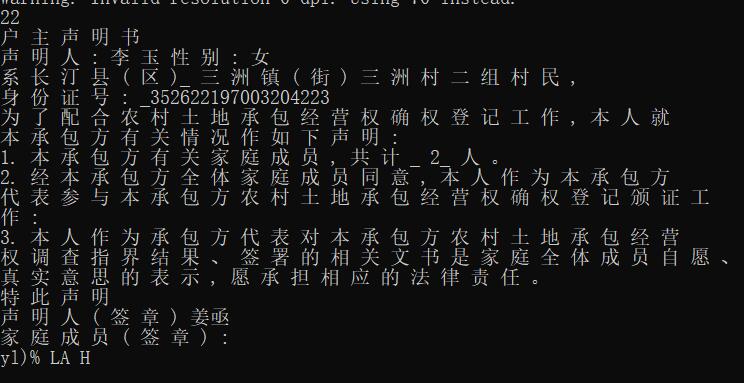 Warning: Invalid resolution 0 dpi. Using 70 instead.
22
户 主 声 明 书
声 明 人 : 李 玉 性 别 : 女
系 长 汀 县 ( 区 )_ 三 洲 镇 ( 街 ) 三 洲 村 二 组 村 民 ,
身 份 证 号 : _352622197003204223
为 了 配 合 农 村 土 地 承 包 经 营 权 确 权 登 记 工 作 , 本 人 就
本 承 包 方 有 关 情 况 作 如 下 声 明 :
1. 本 承 包 方 有 关 家 庭 成 员 , 共 计 _ 2_ 人 。
2. 经 本 承 包 方 全 体 家 庭 成 员 同 意 , 本 人 作 为 本 承 包 方
代 表 参 与 本 承 包 方 农 村 土 地 承 包 经 营 权 确 权 登 记 颁 证 工
作 :
3. 本 人 作 为 承 包 方 代 表 对 本 承 包 方 农 村 土 地 承 包 经 营
权 调 查 指 界 结 果 、 签 署 的 相 关 文 书 是 家 庭 全 体 成 员 自 愿 、
真 实 意 思 的 表 示 , 愿 承 担 相 应 的 法 律 责 任 。
特 此 声 明
声 明 人 ( 签 章 ) 姜 亟
家 庭 成 员 ( 签 章 ) :
yl)% LA H